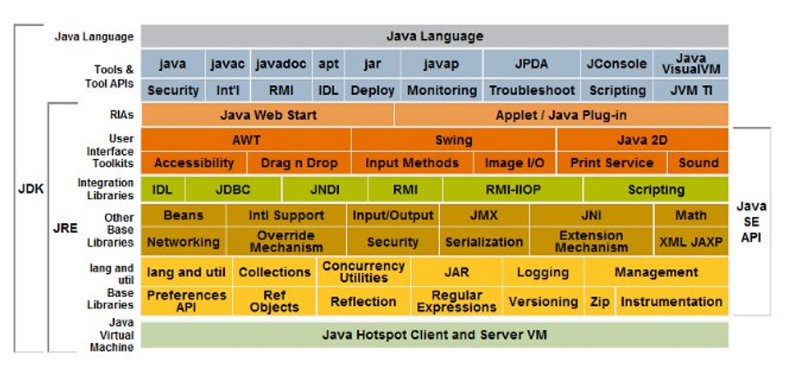 Java Language
Java Language
Tools &
Tool APIs
java javac javadoc apt jar javap JPDA JConsole Java VisualVM
Security Int'l RMI IDL Deploy Monitoring Troubleshoot Scripting JVM TI
RIAs
Java Web Start Applet / Java Plug-in
User
Interface
Toolkits
AWT Swing Java 2D
Accessibility Drag n Drop Input Methods Image I/O Print Service Sound
Integration
Libraries
IDL JDBC JNDI RMI RMI-IIOP Scripting
JDK
JRE
Java
SE
API
Other
Base
Libraries
Beans Intl Support Input/Output JMX JNI Math
Networking Override Mechanism Security Serialization Extension Mechanism XML JAXP
lang and
util
Base
Libraries
lang and util Collections Concurrency Utilities JAR Logging Management
Preferences API Ref Objects Reflection Regular Expressions Versioning Zip Instrumentation
Java
Virtual
Machine
Java Hotspot Client and Server VM